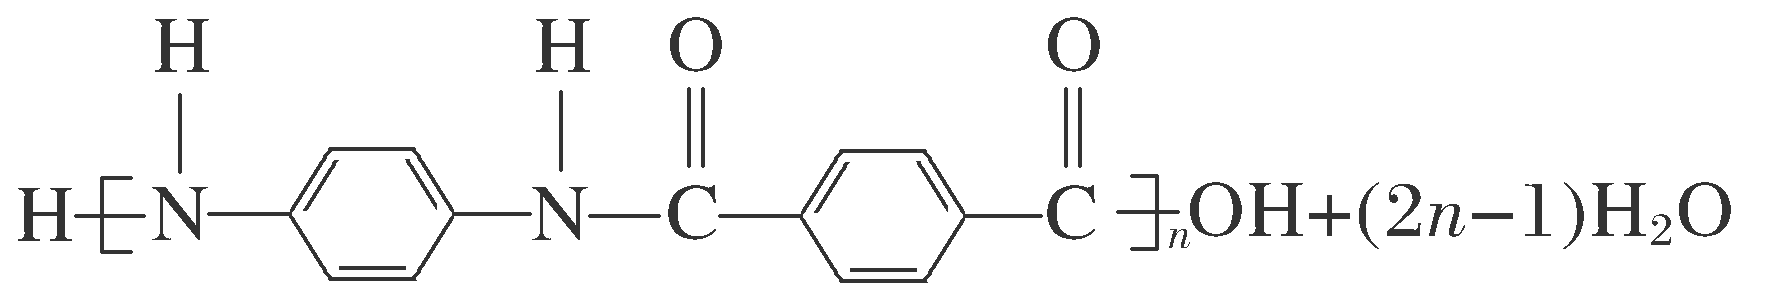 H H O O
H[N N C C]nOH+(2n−1)H₂O